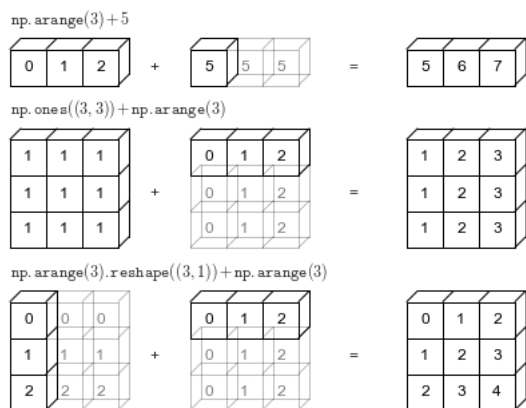 np.arange(3)+5
0 1 2 + 5 5 5 = 5 6 7
np.ones((3,3))+np.arange(3)
1 1 1 0 1 2 1 2 3
1 1 1 + 0 1 2 = 1 2 3
1 1 1 0 1 2 1 2 3
np.arange(3).reshape((3,1))+np.arange(3)
0 0 0 0 1 2 0 1 2
1 1 1 + 0 1 2 = 1 2 3
2 2 2 0 1 2 2 3 4